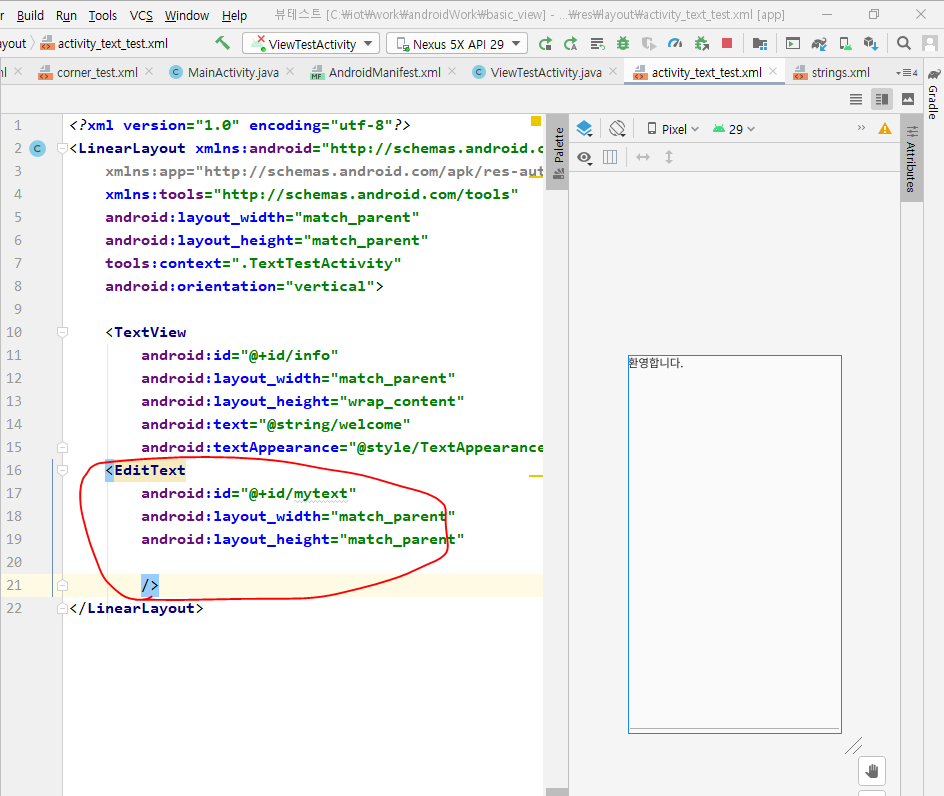 r Build Run Tools VCS Window Help 뷰테스트 [C:₩iot₩work₩androidWork₩basic_view] - ...₩res₩layout₩activity_text_test.xml [app]
ayout activity_text_test.xml ViewTestActivity Nexus 5X API 29
nl corner_test.xml MainActivity.java AndroidManifest.xml ViewTestActivity.java activity_text_test.xml strings.xml 4
MF
C
Gradle
1 <?xml version="1.0" encoding="utf-8"?>
2 C <LinearLayout xmlns:android="http://schemas.android.c
3 xmlns:app="http://schemas.android.com/apk/res-aut
4 xmlns:tools="http://schemas.android.com/tools"
5 android:layout_width="match_parent"
6 android:layout_height="match_parent"
7 tools:context=".TextTestActivity"
8 android:orientation="vertical">
9
10 <TextView
11 android:id="@+id/info"
12 android:layout_width="match_parent"
13 android:layout_height="wrap_content"
14 android:text="@string/welcome"
15 android:textAppearance="@style/TextAppearance
16 <EditText
17 android:id="@+id/mytext"
18 android:layout_width="match_parent"
19 android:layout_height="match_parent"
20
21 />
22 </LinearLayout>
Palette
Pixel 29 »
Attributes
환영합니다.